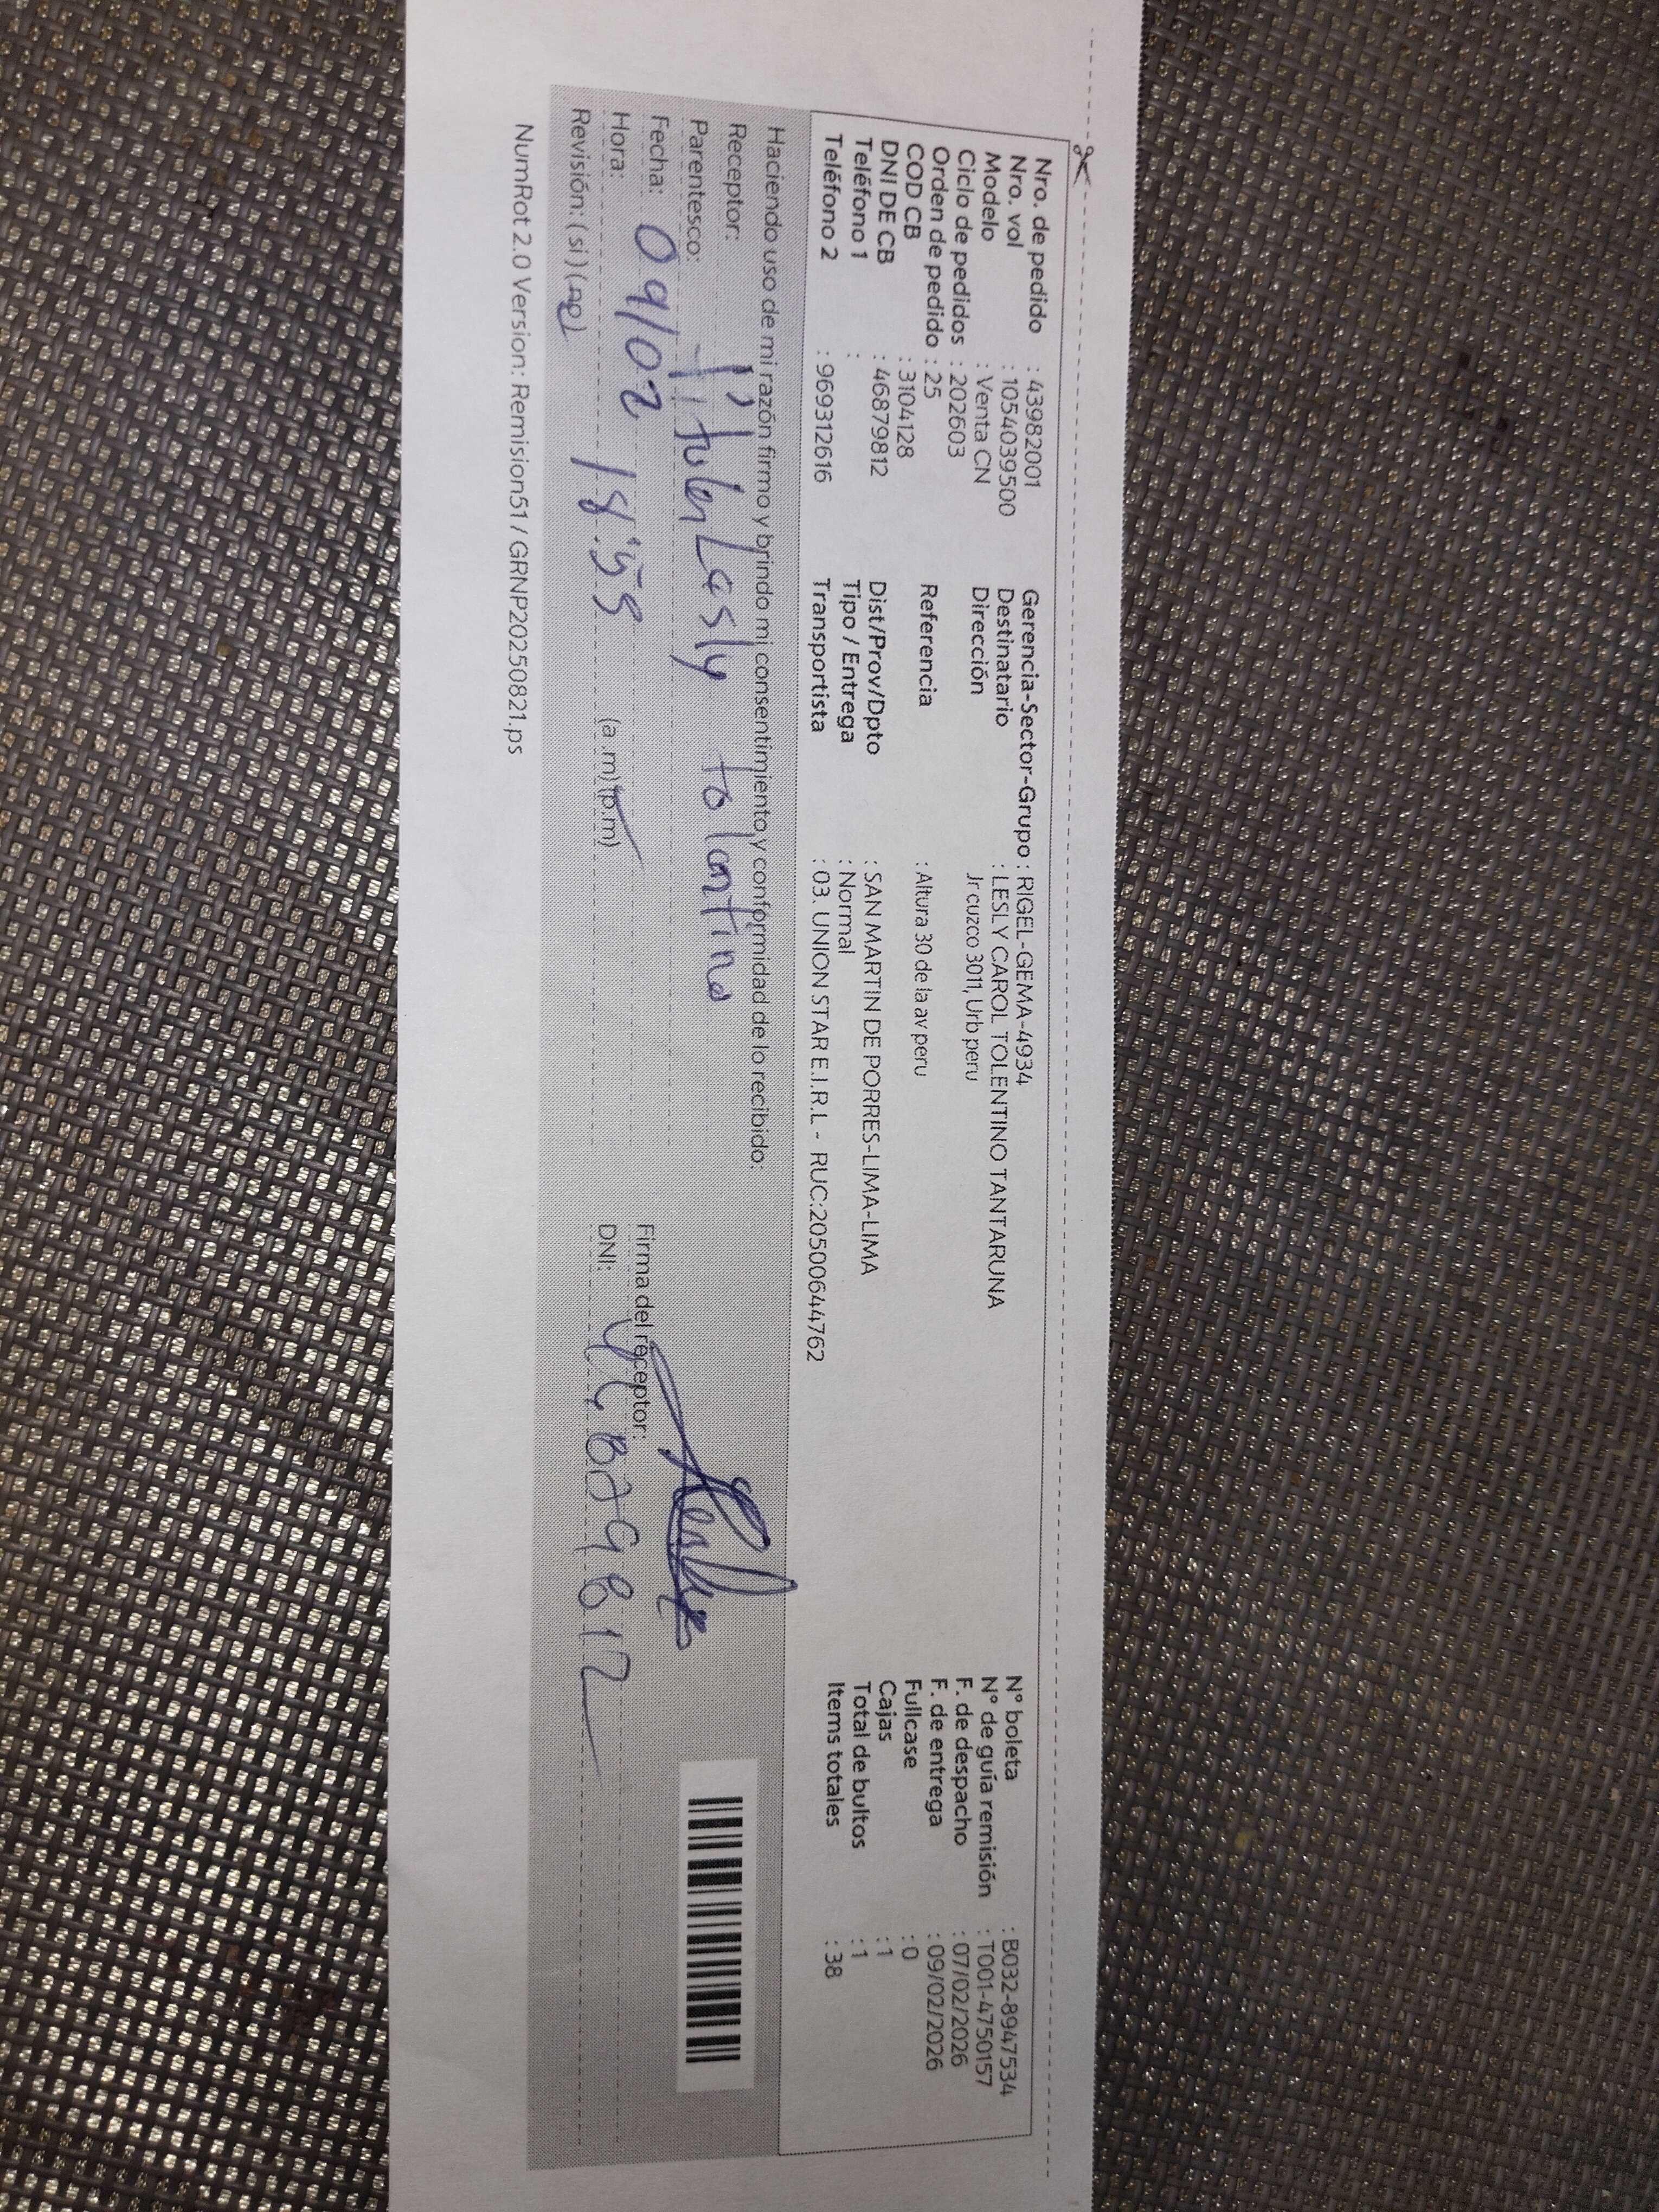 Nro. de pedido : 43982001 Gerencia-Sector-Grupo : RIGEL-GEMA-4934 N° boleta : B032-8947534
Nro. vol : 1054039500 Destinatario : LESLY CAROL TOLENTINO TANTARUNA N° de guía remisión : T001-4750157
Modelo : Venta CN Dirección Jr cuzco 3011, Urb peru F. de despacho : 07/02/2026
Ciclo de pedidos : 202603 F. de entrega : 09/02/2026
Orden de pedido : 25 Referencia : Altura 30 de la av peru Fullcase : 0
COD CB : 3104128 Cajas : 1
DNI DE CB : 46879812 Dist/Prov/Dpto : SAN MARTIN DE PORRES-LIMA-LIMA Total de bultos : 1
Teléfono 1 : Tipo / Entrega : Normal Items totales : 38
Teléfono 2 : 969312616 Transportista : 03. UNION STAR E.I.R.L - RUC:20500644762
Haciendo uso de mi razón firmo y brindo mi consentimiento y conformidad de lo recibido:
Receptor: Lesly tolentino
Parentesco: titular
Fecha: 09/02 Firma del receptor:
Hora: 18:55 (a .m) (p.m) DNI: 46879812
Revisión: ( si ) ( no )
NumRot 2.0 Version: Remision51 / GRNP20250821.ps